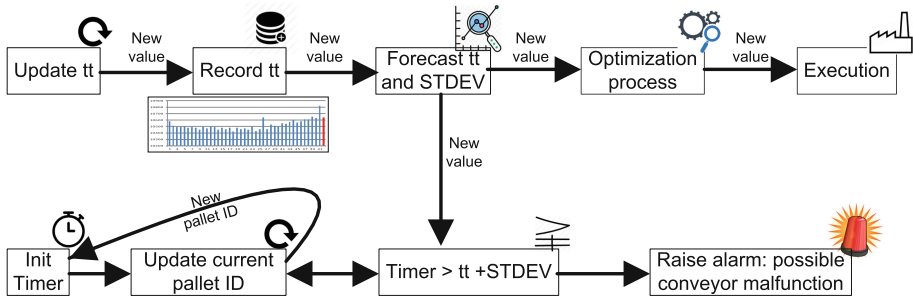 Update tt
New
value
Record tt
New
value
Forecast tt
and STDEV
New
value
Optimization
process
New
value
Execution
New
value
New
pallet ID
Init
Timer
Update current
pallet ID
Timer > tt +STDEV
Raise alarm: possible
conveyor malfunction